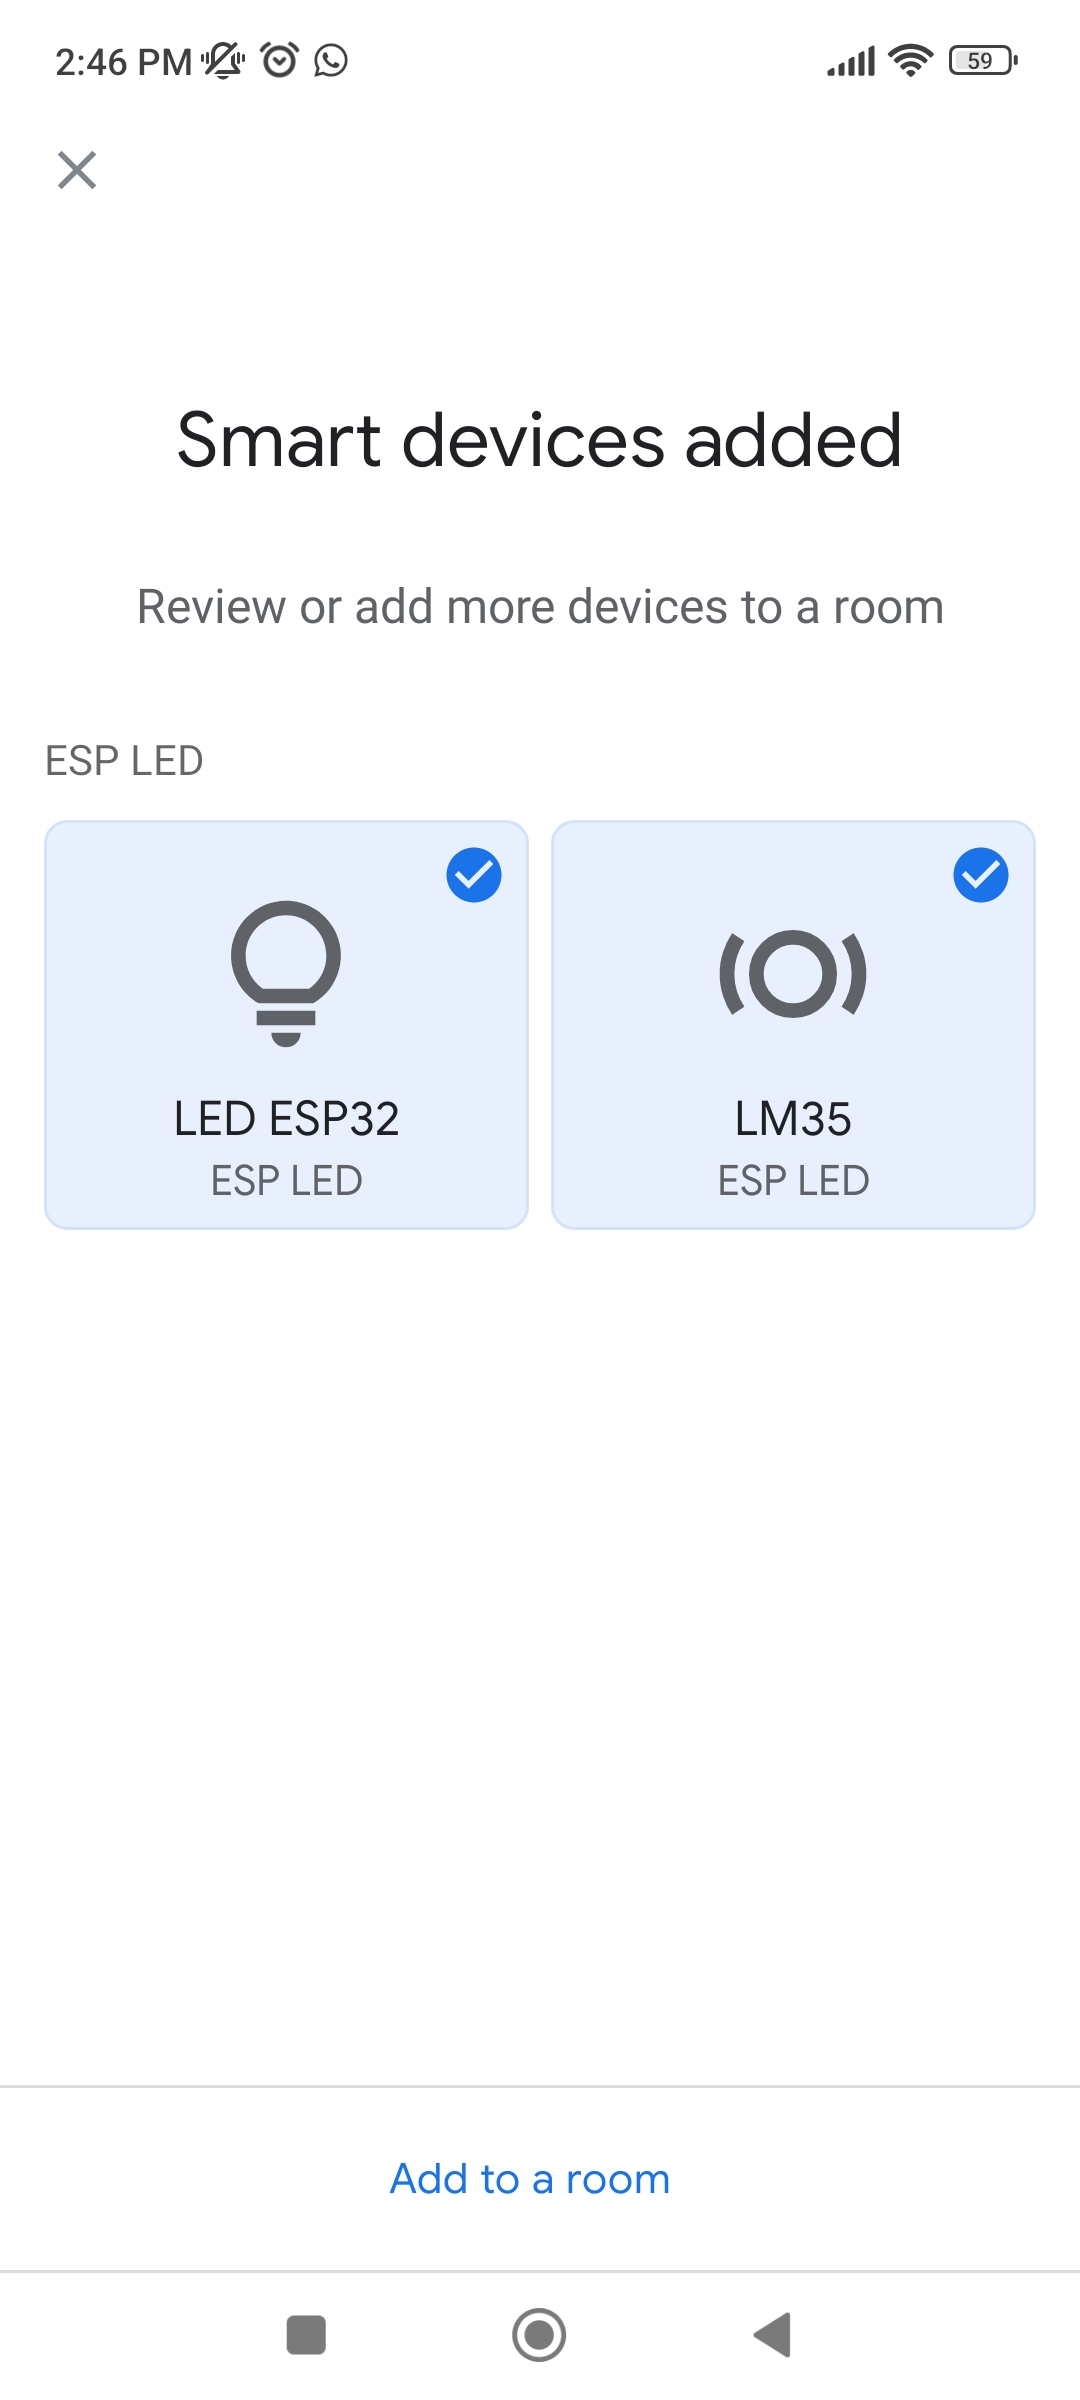 2:46 PM
59
Smart devices added
Review or add more devices to a room
ESP LED
LED ESP32
ESP LED
LM35
ESP LED
Add to a room